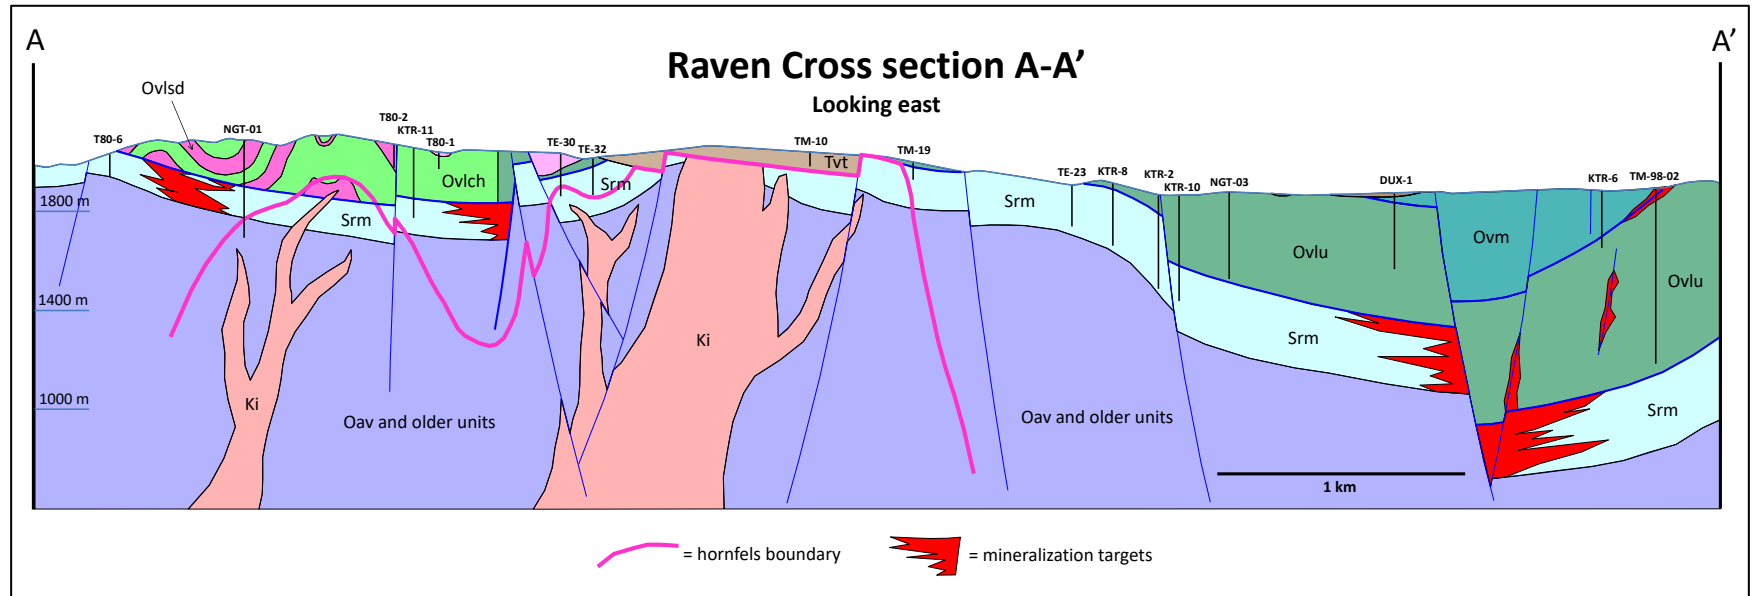 A
A’
Raven Cross section A-A’
Looking east
Ovlsd
T80-6
NGT-01
T80-2
KTR-11
T80-1
TE-30
TE-32
TM-10
TM-19
TE-23
KTR-8
KTR-2
KTR-10
NGT-03
DUX-1
KTR-6
TM-98-02
Tvt
Ovlch
Srm
Srm
Srm
1800 m
Ovm
Ovlu
Ovlu
1400 m
Ki
Srm
Srm
1000 m
Ki
Oav and older units
Oav and older units
1 km
= hornfels boundary
= mineralization targets